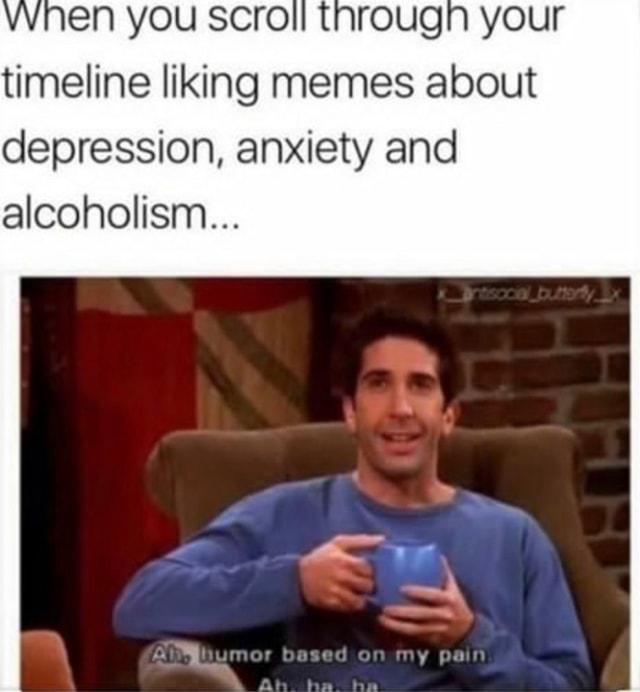 When you scroll through your
timeline liking memes about
depression, anxiety and
alcoholism...
x__antisocial_butterfly__x
Ah, humor based on my pain.
Ah, ha, ha